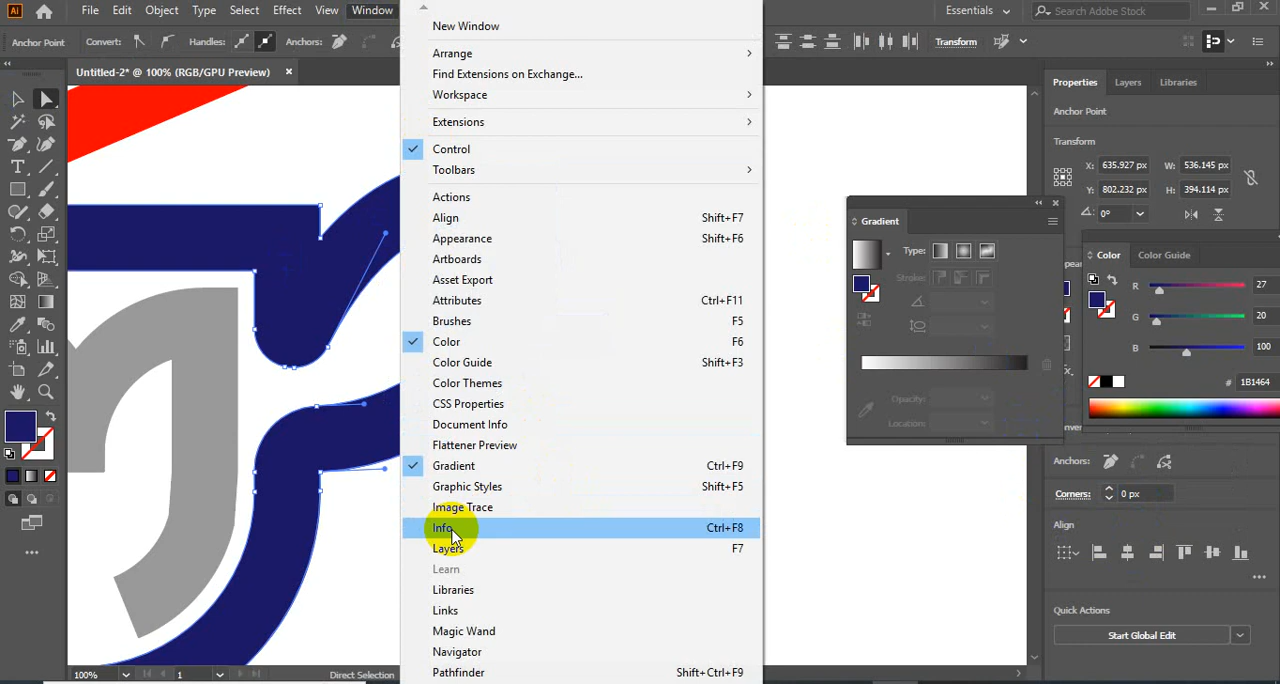 Ai File Edit Object Type Select Effect View Window Essentials Search Adobe Stock
Anchor Point Convert: Handles: Anchors: Transform
Untitled-2* @ 100% (RGB/GPU Preview) ×
New Window
Arrange
Find Extensions on Exchange...
Workspace
Extensions
Control
Toolbars
Actions
Align Shift+F7
Appearance Shift+F6
Artboards
Asset Export
Attributes Ctrl+F11
Brushes F5
Color F6
Color Guide Shift+F3
Color Themes
CSS Properties
Document Info
Flattener Preview
Gradient Ctrl+F9
Graphic Styles Shift+F5
Image Trace
Info Ctrl+F8
Layers F7
Learn
Libraries
Links
Magic Wand
Navigator
Pathfinder Shift+Ctrl+F9
Gradient
Type:
Stroke:
Opacity:
Location:
Properties Layers Libraries
Anchor Point
Transform
X: 635.927 px W: 536.145 px
Y: 802.232 px H: 394.114 px
0°
Color Color Guide
R 27
G 20
B 100
# 1B1464
Anchors:
Corners: 0 px
Align
Quick Actions
Start Global Edit
100% 1 Direct Selection